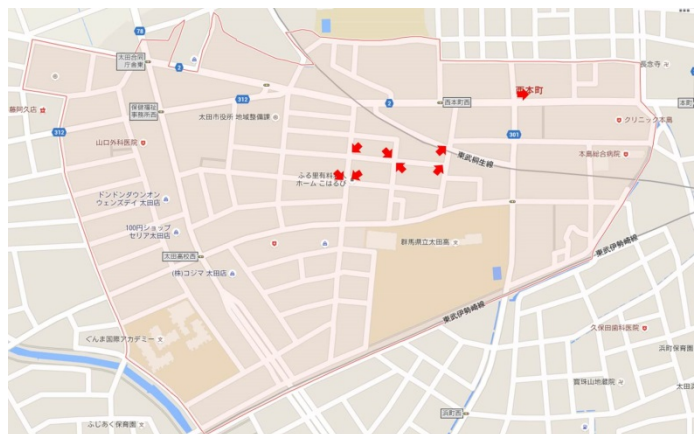 78
太田合同
庁舎東
2
312
藤阿久店
312
保健福祉
事務所西
太田市役所 地域整備課
2
西本町西
西本町
長念寺
本町
301
クリニック本島
山口外科医院
東武桐生線
本島総合病院
ふる里有料
ホーム こはるび
ドンドンダウンオン
ウェンズデイ 太田店
100円ショップ
セリア太田店
群馬県立太田高
太田高校西
(株)コジマ 太田店
東武伊勢崎線
東武伊勢崎線
ぐんま国際アカデミー
久保田歯科医院
浜町保育園
寶珠山地蔵院
太田
浜町西
ふじあく保育園